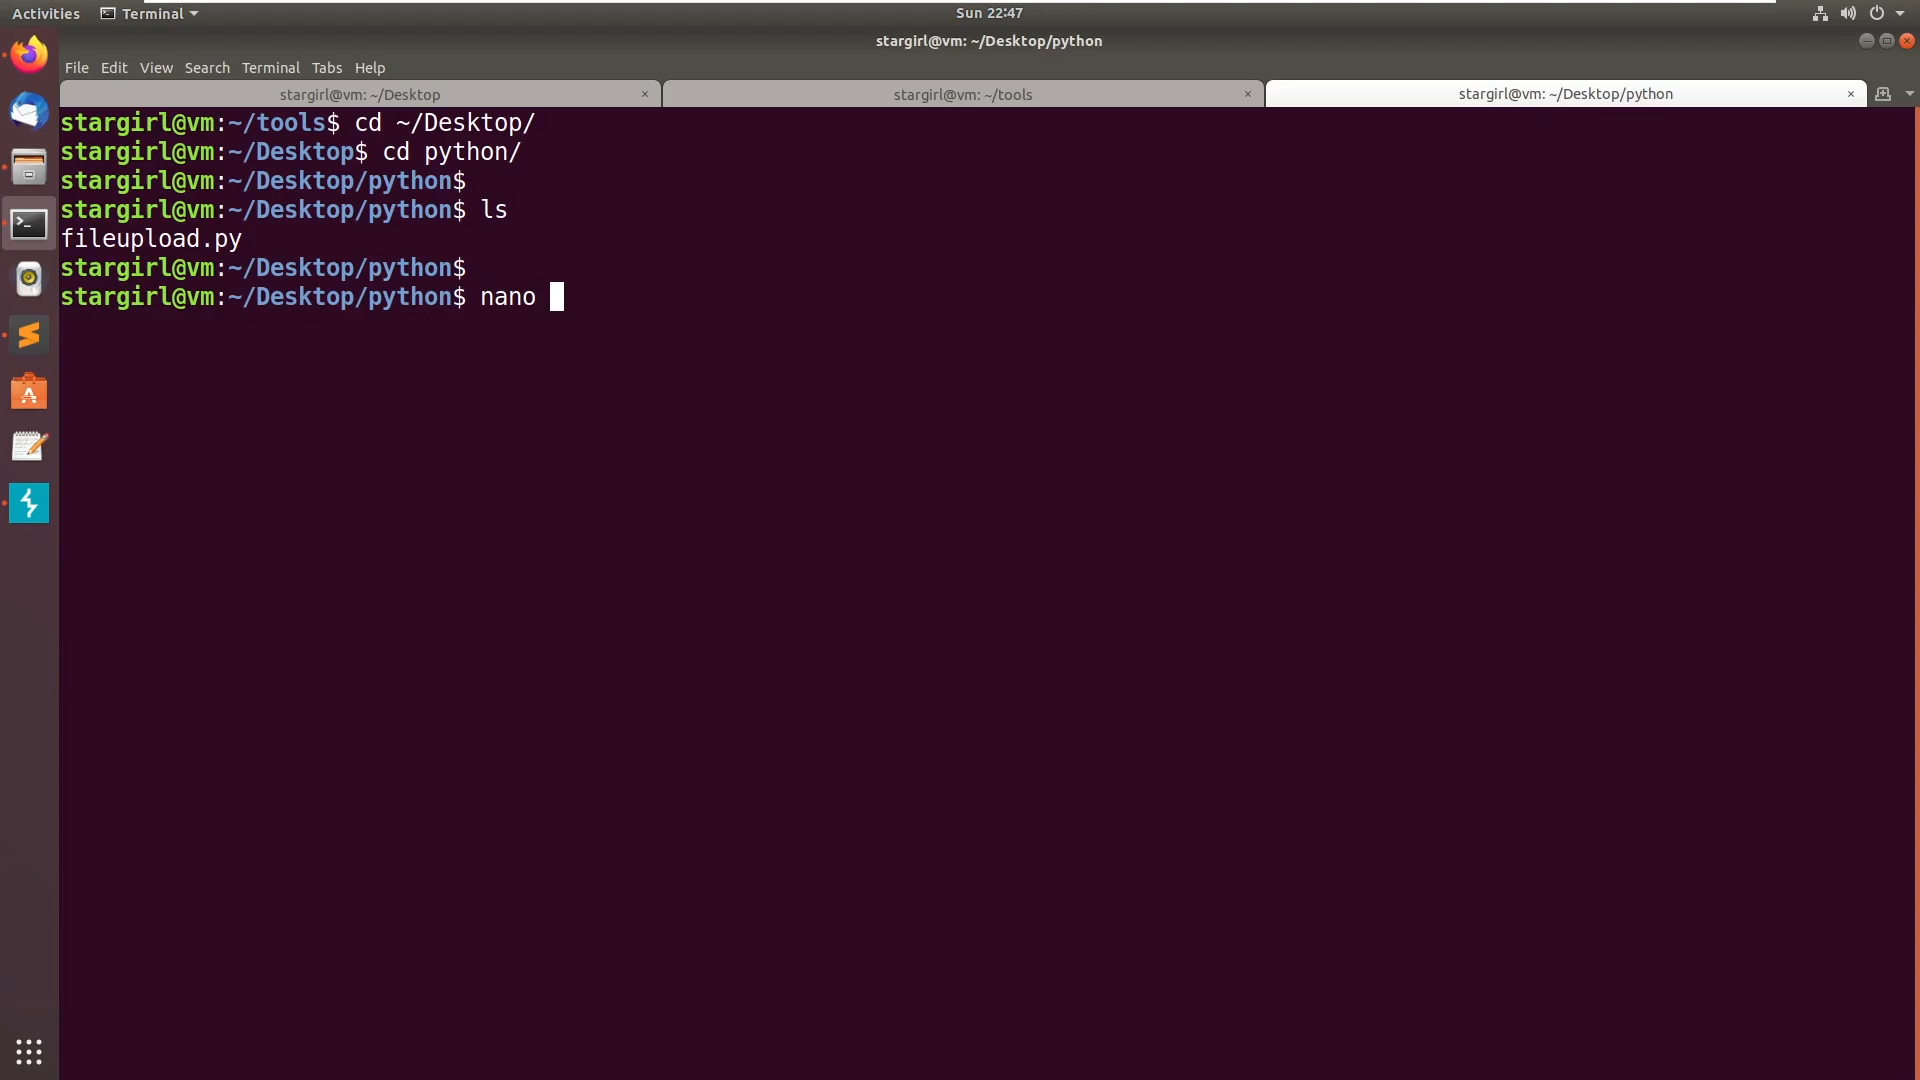 Activities Terminal Sun 22:47
stargirl@vm: ~/Desktop/python
File Edit View Search Terminal Tabs Help
stargirl@vm: ~/Desktop × stargirl@vm: ~/tools × stargirl@vm: ~/Desktop/python ×
stargirl@vm:~/tools$ cd ~/Desktop/
stargirl@vm:~/Desktop$ cd python/
stargirl@vm:~/Desktop/python$
stargirl@vm:~/Desktop/python$ ls
fileupload.py
stargirl@vm:~/Desktop/python$
stargirl@vm:~/Desktop/python$ nano